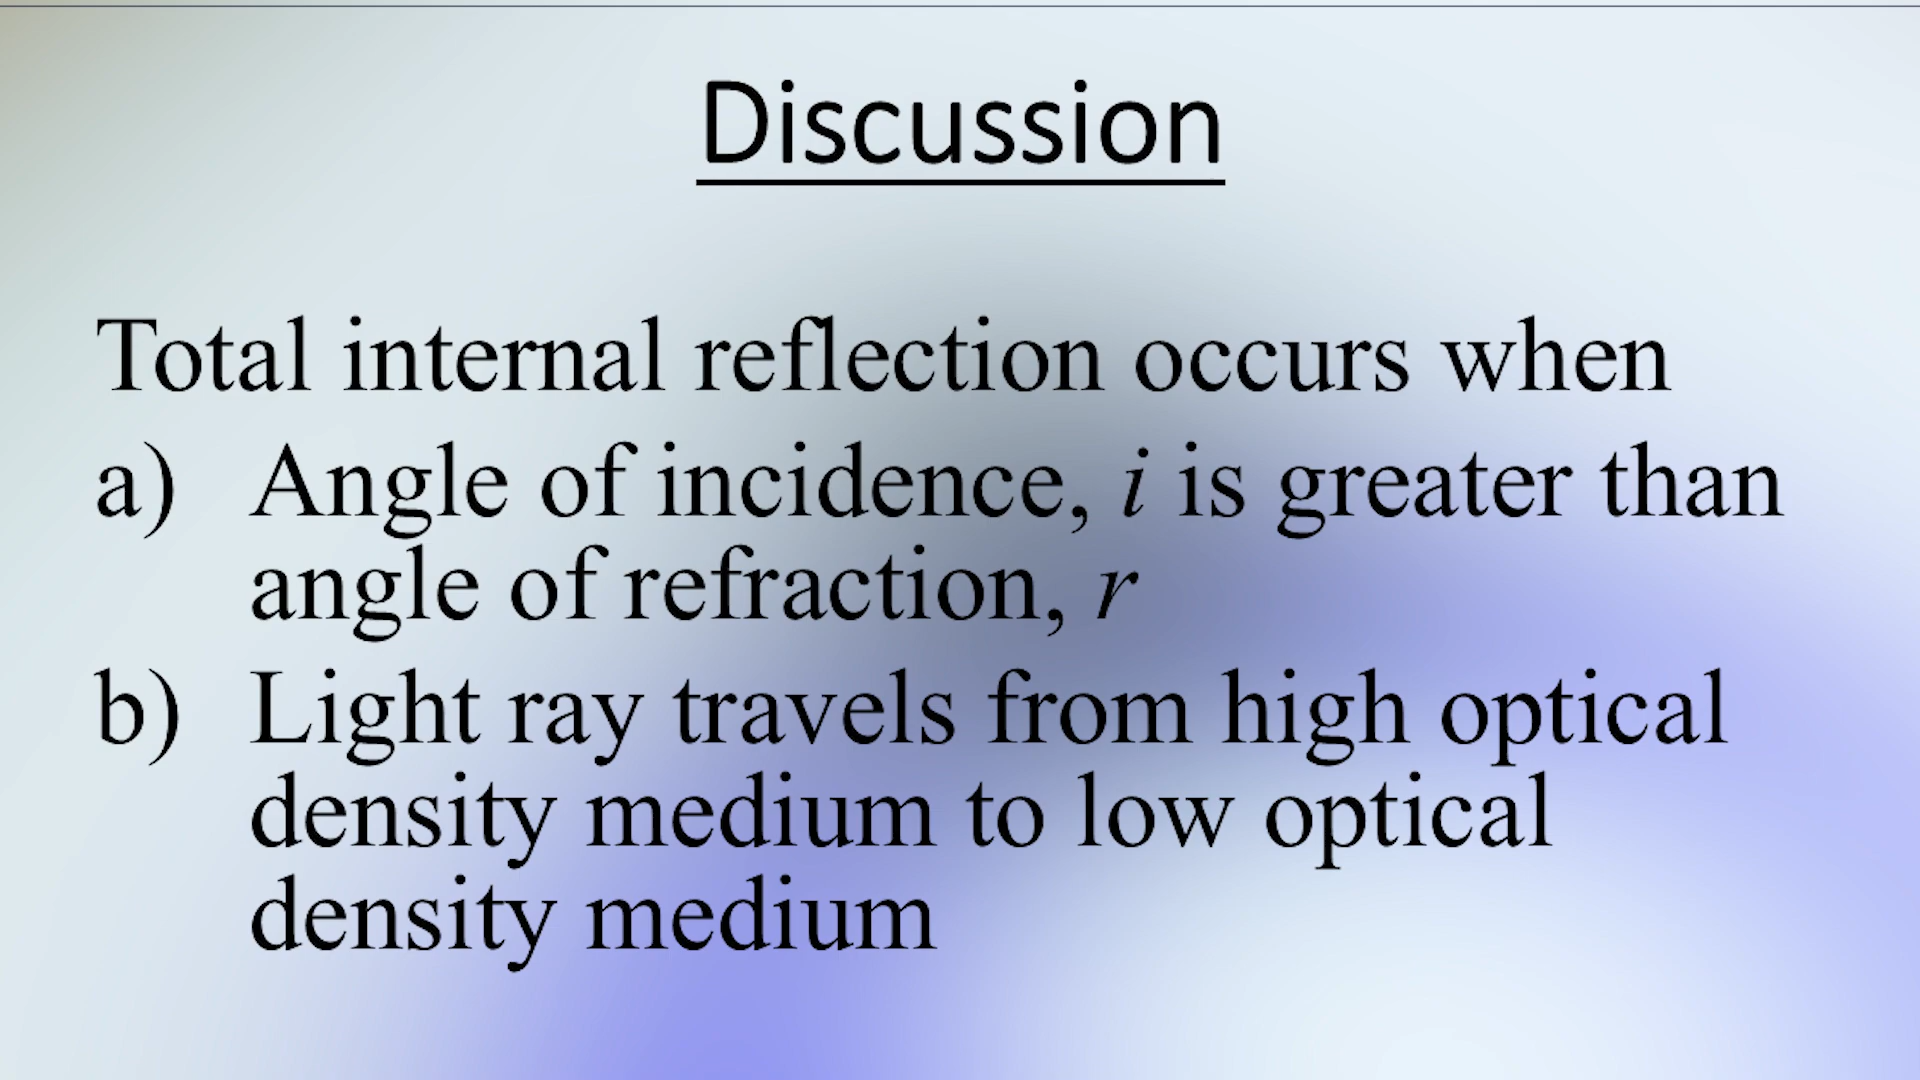 Discussion
Total internal reflection occurs when
a) Angle of incidence, i is greater than
angle of refraction, r
b) Light ray travels from high optical
density medium to low optical
density medium